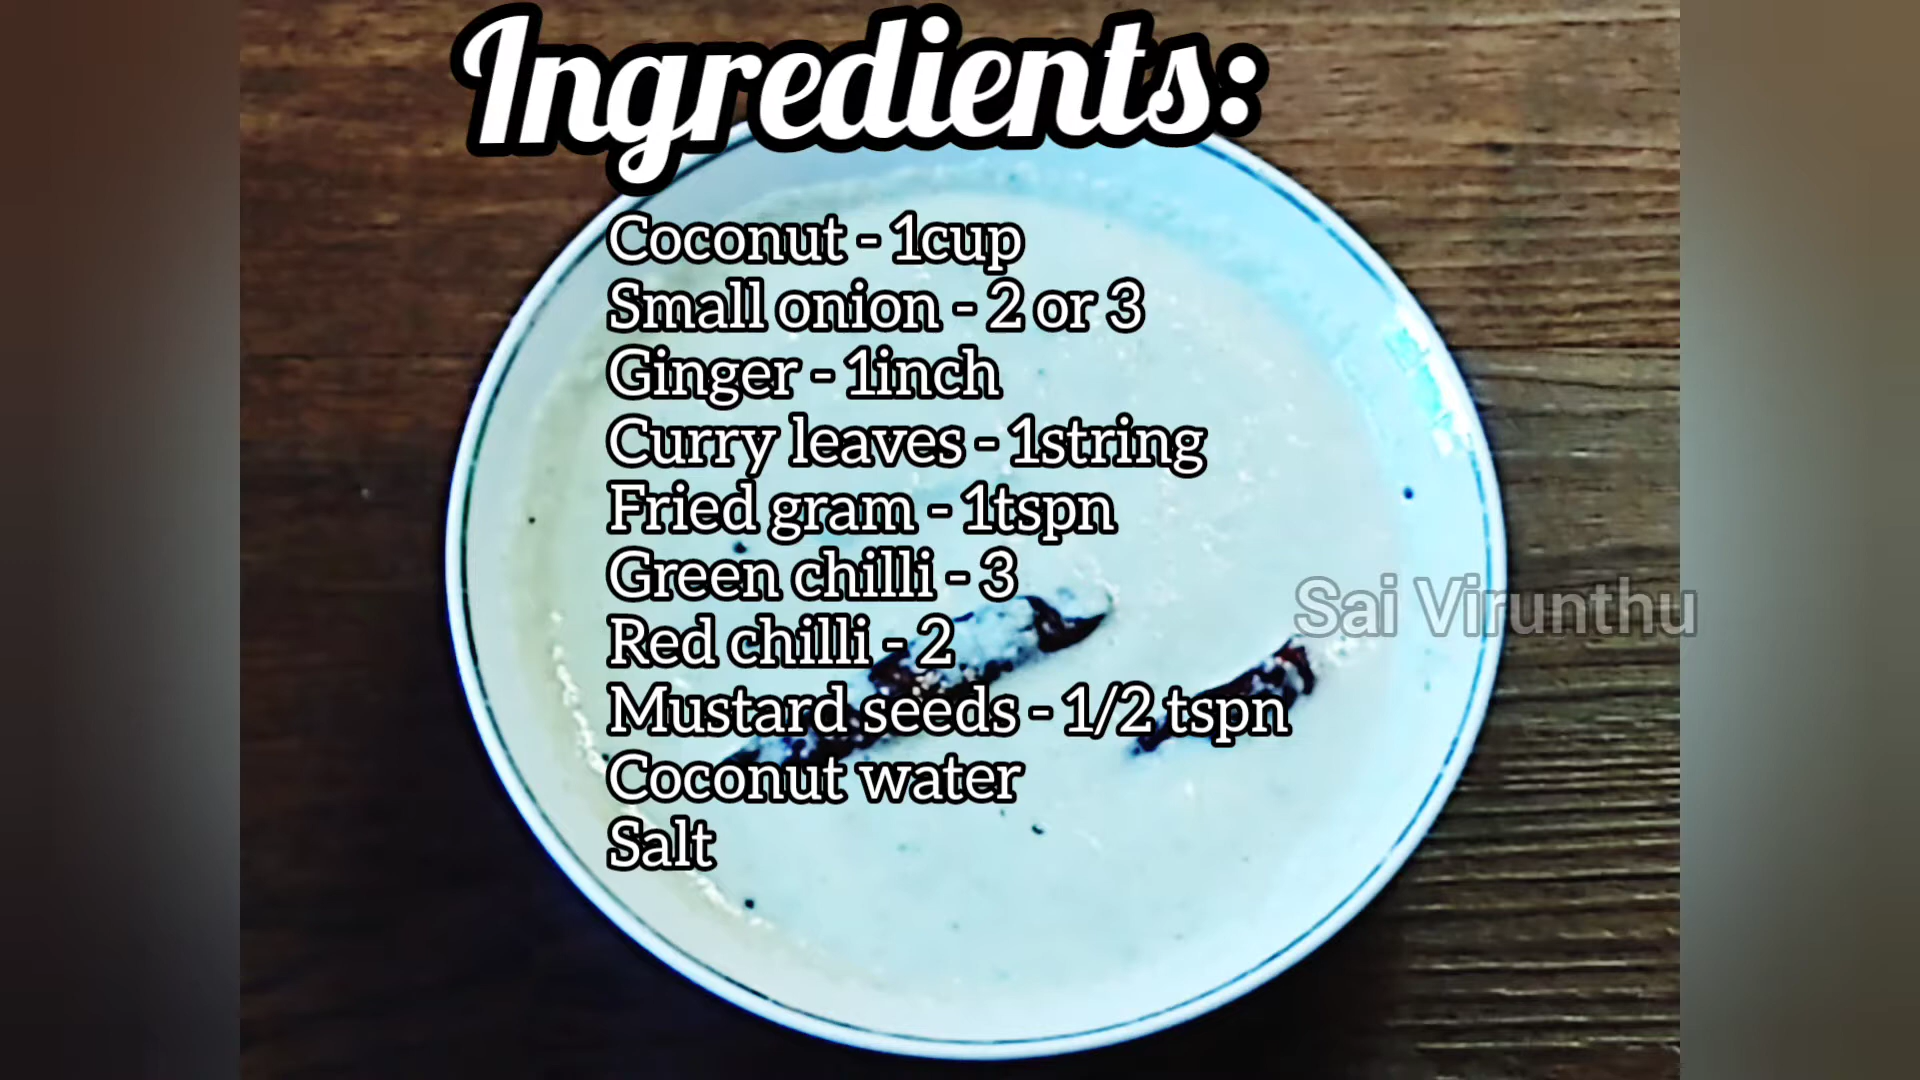 Ingredients:
Coconut - 1cup
Small onion - 2 or 3
Ginger - 1inch
Curry leaves - 1string
Fried gram - 1tspn
Green chilli - 3
Red chilli - 2
Mustard seeds - 1/2 tspn
Coconut water
Salt
Sai Virunthu